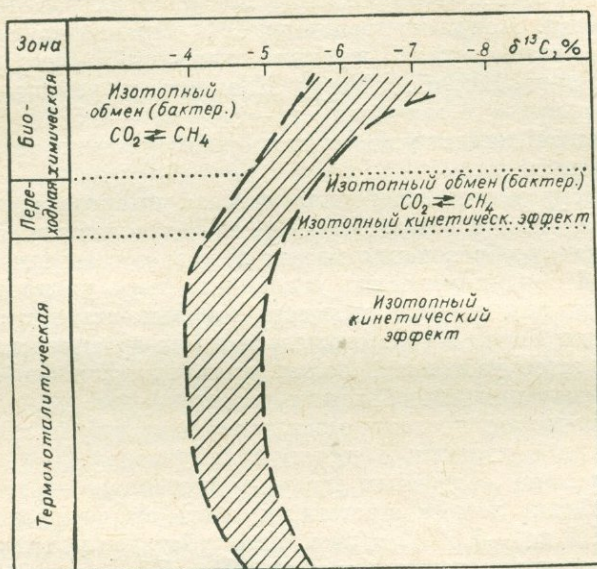 Зона
-4 -5 -6 -7 -8 δ¹³C, %
Био-
химическая
Изотопный
обмен (бактер.)
CO₂ ⇄ CH₄
Пере-
ходная
Изотопный обмен (бактер.)
CO₂ ⇄ CH₄
Изотопный кинетическ. эффект
Термокоталитическая
Изотопный
кинетический
эффект